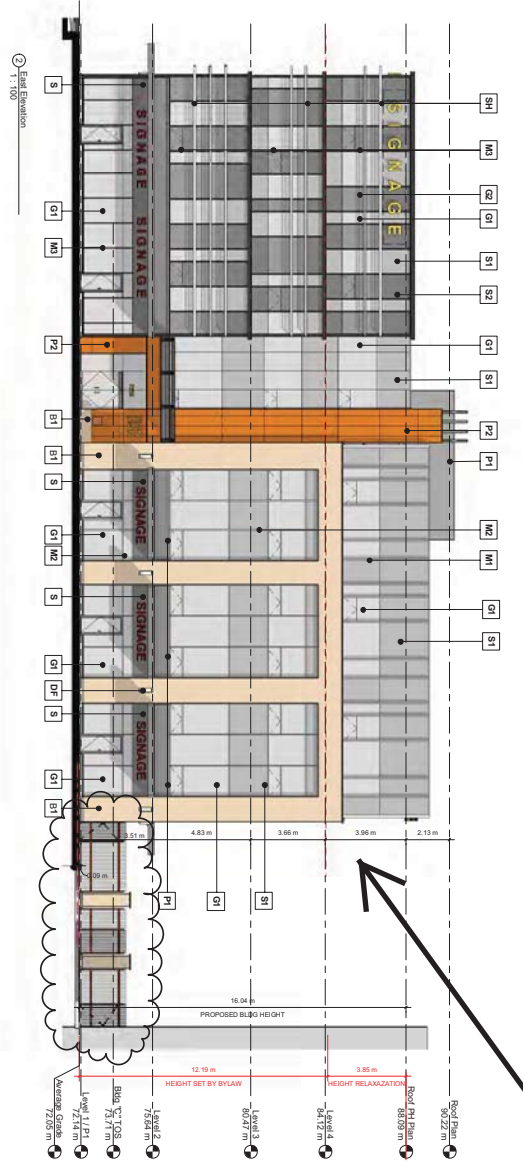 SH
M3
G2
G1
S1
S2
G1
S1
P2
P1
M2
M1
G1
S1
SIGNAGE
SIGNAGE SIGNAGE
SIGNAGE
SIGNAGE
SIGNAGE
S
G1
M3
P2
B1
B1
S
G1
M2
S
G1
DF
S
G1
B1
P1
G1
S1
3.51 m
4.83 m
3.66 m
3.96 m
2.13 m
0.09 m
16.04 m
PROPOSED BLDG HEIGHT
12.19 m
HEIGHT SET BY BYLAW
3.85 m
HEIGHT RELAXAZATION
Roof Plan
90.22 m
Roof PH Plan
88.09 m
Level 4
84.12 m
Level 3
80.47 m
Level 2
75.64 m
Bldg "C" TOS
73.71 m
Level 1 / P1
72.14 m
Average Grade
72.05 m
2
East Elevation
1 : 100